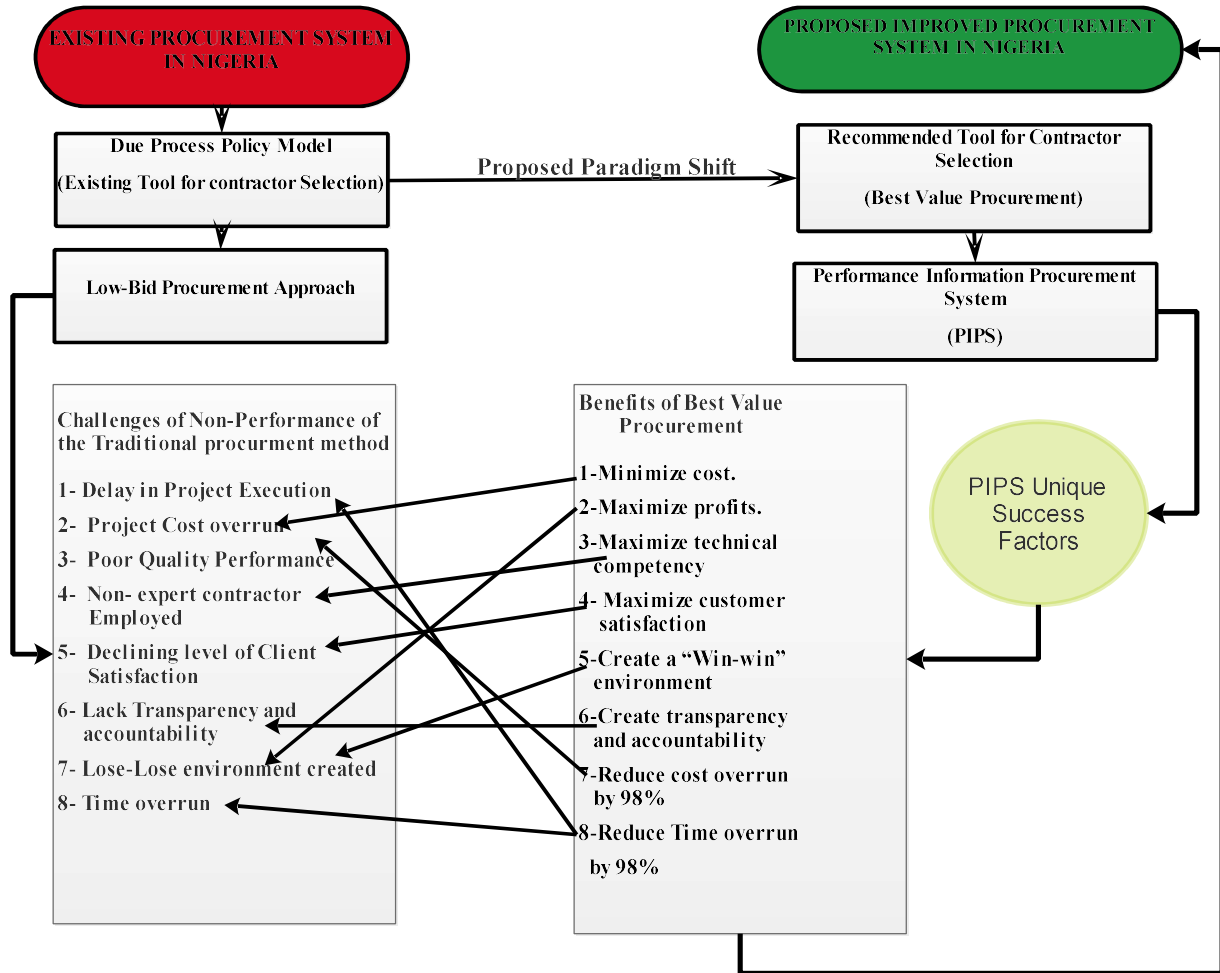 EXISTING PROCUREMENT SYSTEM
IN NIGERIA
PROPOSED IMPROVED PROCUREMENT
SYSTEM IN NIGERIA
Due Process Policy Model
(Existing Tool for contractor Selection)
Proposed Paradigm Shift
Recommended Tool for Contractor
Selection
(Best Value Procurement)
Low-Bid Procurement Approach
Performance Information Procurement
System
(PIPS)
Challenges of Non-Performance of
the Traditional procurment method
1- Delay in Project Execution
2- Project Cost overrun
3- Poor Quality Performance
4- Non- expert contractor
Employed
5- Declining level of Client
Satisfaction
6- Lack Transparency and
accountability
7- Lose-Lose environment created
8- Time overrun
Benefits of Best Value
Procurement
1-Minimize cost.
2-Maximize profits.
3-Maximize technical
competency
4- Maximize customer
satisfaction
5-Create a “Win-win”
environment
6-Create transparency
and accountability
7-Reduce cost overrun
by 98%
8-Reduce Time overrun
by 98%
PIPS Unique
Success
Factors